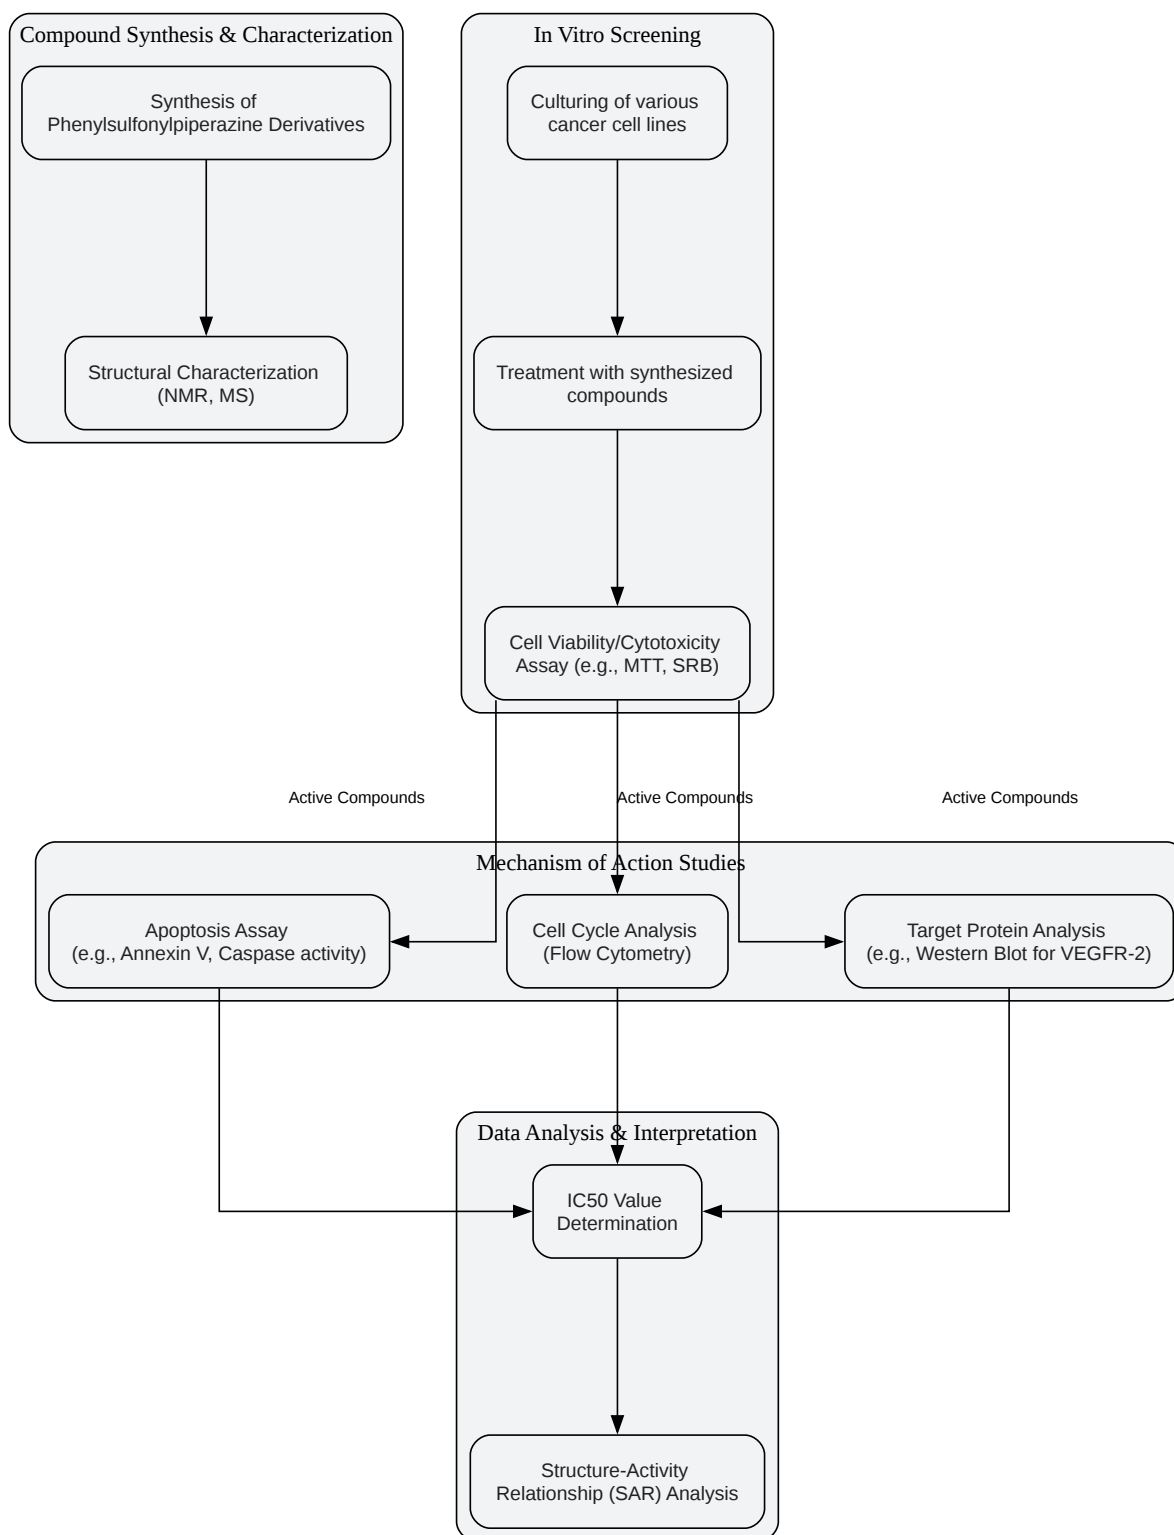 Compound Synthesis & Characterization
Synthesis of
Phenylsulfonylpiperazine Derivatives
Structural Characterization
(NMR, MS)
In Vitro Screening
Culturing of various
cancer cell lines
Treatment with synthesized
compounds
Cell Viability/Cytotoxicity
Assay (e.g., MTT, SRB)
Active Compounds
Active Compounds
Active Compounds
Mechanism of Action Studies
Apoptosis Assay
(e.g., Annexin V, Caspase activity)
Cell Cycle Analysis
(Flow Cytometry)
Target Protein Analysis
(e.g., Western Blot for VEGFR-2)
Data Analysis & Interpretation
IC50 Value
Determination
Structure-Activity
Relationship (SAR) Analysis